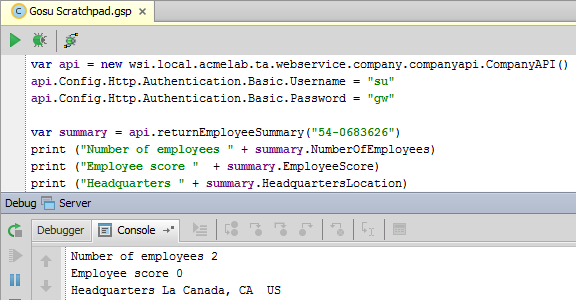 Gosu Scratchpad.gsp
var api = new wsi.local.acmelab.ta.webservice.company.companyapi.CompanyAPI()
api.Config.Http.Authentication.Basic.Username = "su"
api.Config.Http.Authentication.Basic.Password = "gw"
var summary = api.returnEmployeeSummary("54-0683626")
print ("Number of employees " + summary.NumberOfEmployees)
print ("Employee score "  + summary.EmployeeScore)
print ("Headquarters " + summary.HeadquartersLocation)
Debug Server
Debugger Console
Number of employees 2
Employee score 0
Headquarters La Canada, CA  US